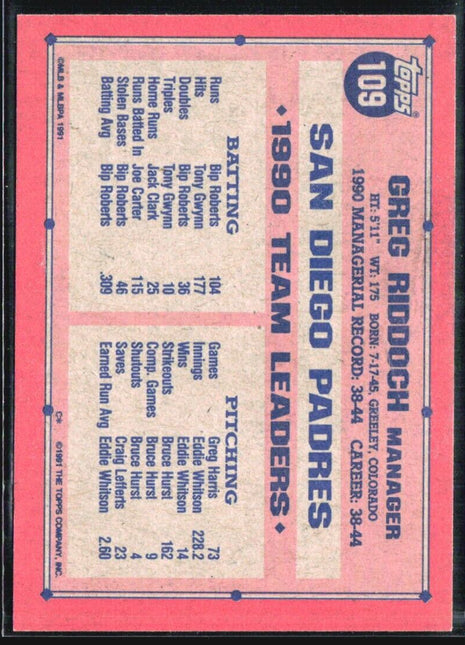 topps®
109
GREG RIDDOCH MANAGER
HT: 5'11" WT: 175 BORN: 7-17-45, GREELEY, COLORADO
1990 MANAGERIAL RECORD: 38-44 CAREER: 38-44
SAN DIEGO PADRES
♦ 1990 TEAM LEADERS ♦
BATTING
Runs Bip Roberts 104
Hits Tony Gwynn 177
Doubles Bip Roberts 36
Triples Tony Gwynn 10
Home Runs Jack Clark 25
Runs Batted In Joe Carter 115
Stolen Bases Bip Roberts 46
Batting Avg Bip Roberts .309
PITCHING
Games Greg Harris 73
Innings Eddie Whitson 228.2
Wins Eddie Whitson 14
Strikeouts Bruce Hurst 162
Comp. Games Bruce Hurst 9
Shutouts Bruce Hurst 4
Saves Craig Lefferts 23
Earned Run Avg Eddie Whitson 2.60
©MLB & MLBPA 1991
C* ©1991 THE TOPPS COMPANY, INC.